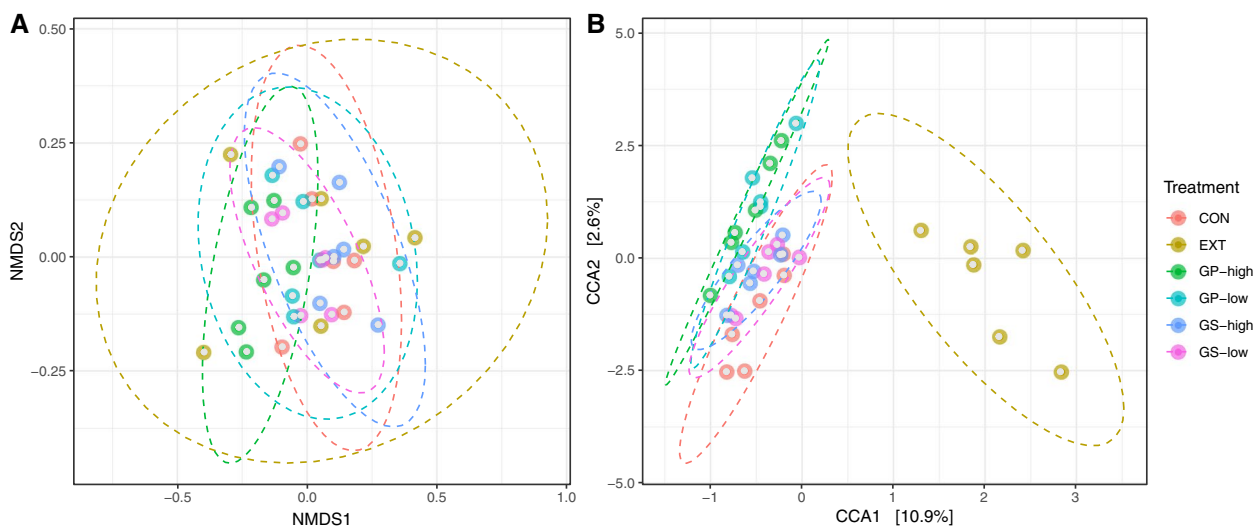 A
0.50
0.25
0.00
−0.25
NMDS2
−0.5
0.0
0.5
1.0
NMDS1
B
5.0
2.5
0.0
−2.5
−5.0
CCA2 [2.6%]
−1
0
1
2
3
CCA1 [10.9%]
Treatment
CON
EXT
GP−high
GP−low
GS−high
GS−low